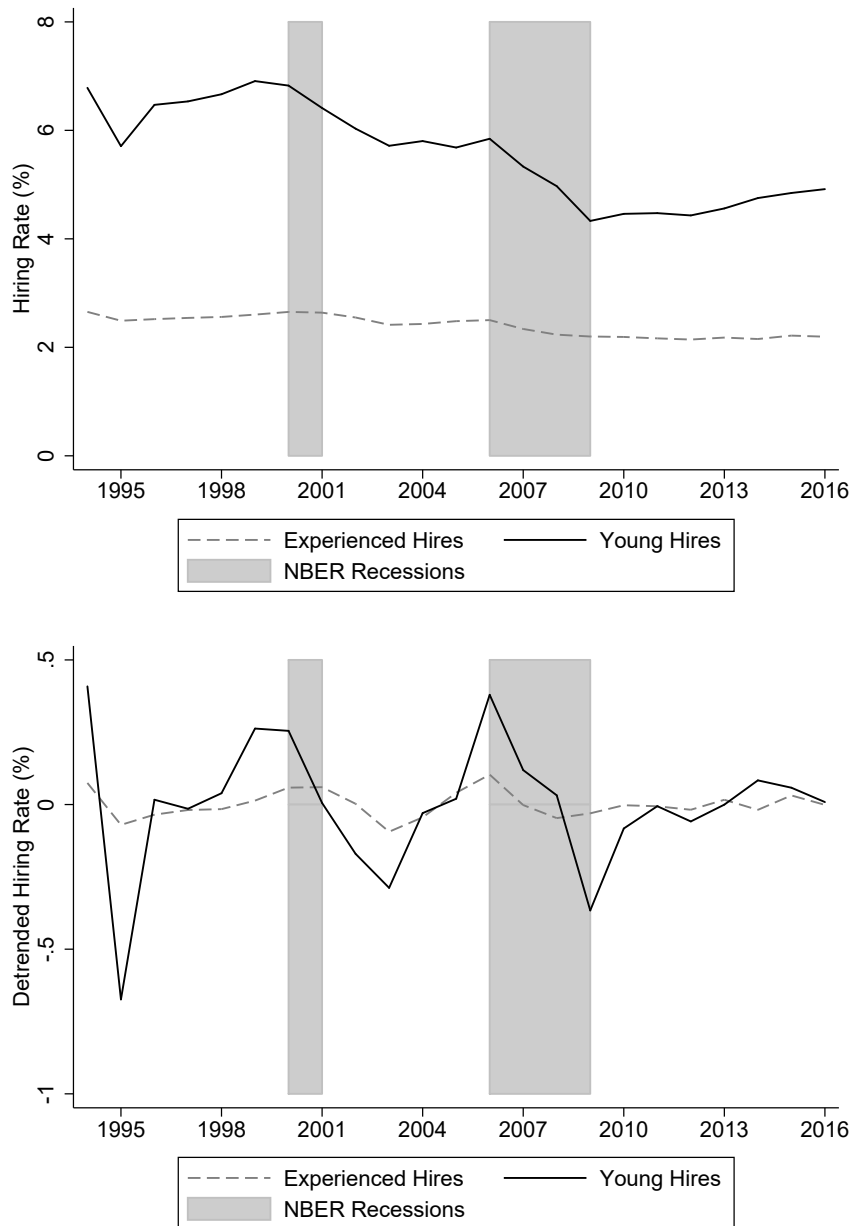 8
6
4
2
0
Hiring Rate (%)
1995 1998 2001 2004 2007 2010 2013 2016
Experienced Hires Young Hires
NBER Recessions
.5
0
-.5
-1
Detrended Hiring Rate (%)
1995 1998 2001 2004 2007 2010 2013 2016
Experienced Hires Young Hires
NBER Recessions